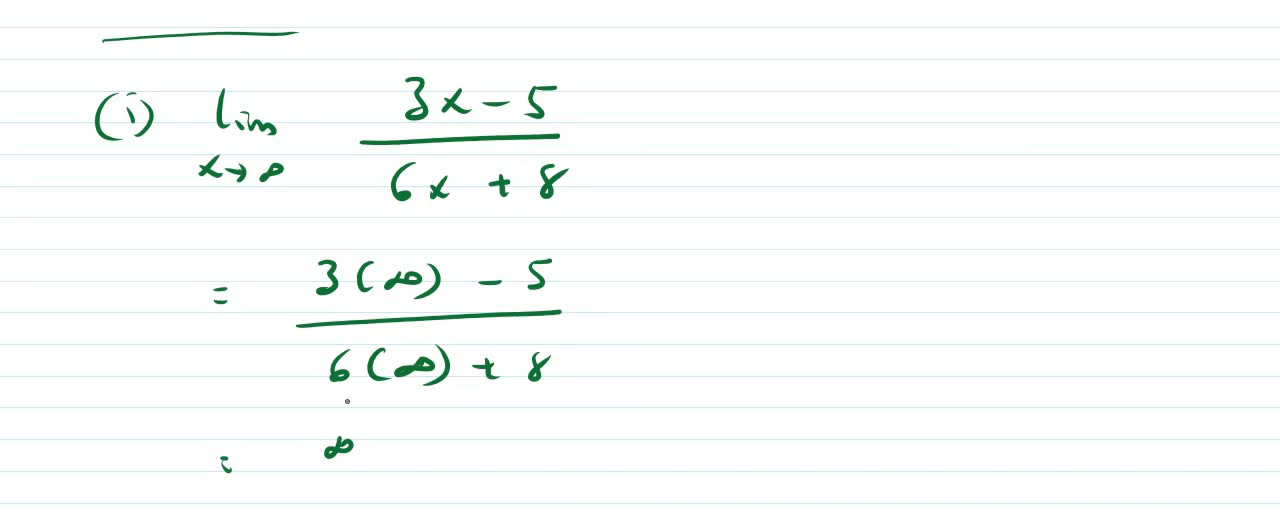 (i) lim 3x - 5
x→∞ 6x + 8
= 3(∞) - 5
6(∞) + 8
= ∞